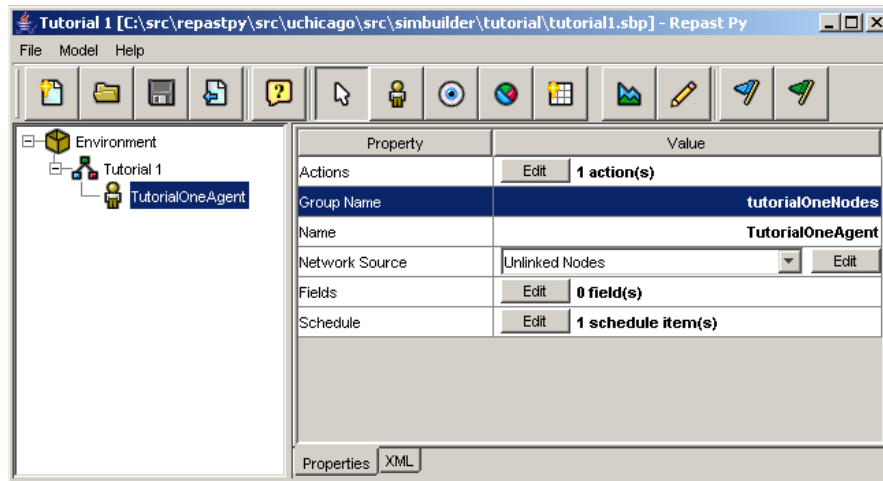 Tutorial 1 [C:\src\repastpy\src\uchicago\src\simbuilder\tutorial\tutorial1.sbp] - Repast Py
File Model Help
?
Environment
Tutorial 1
TutorialOneAgent
Property Value
Actions Edit 1 action(s)
Group Name tutorialOneNodes
Name TutorialOneAgent
Network Source Unlinked Nodes Edit
Fields Edit 0 field(s)
Schedule Edit 1 schedule item(s)
Properties XML